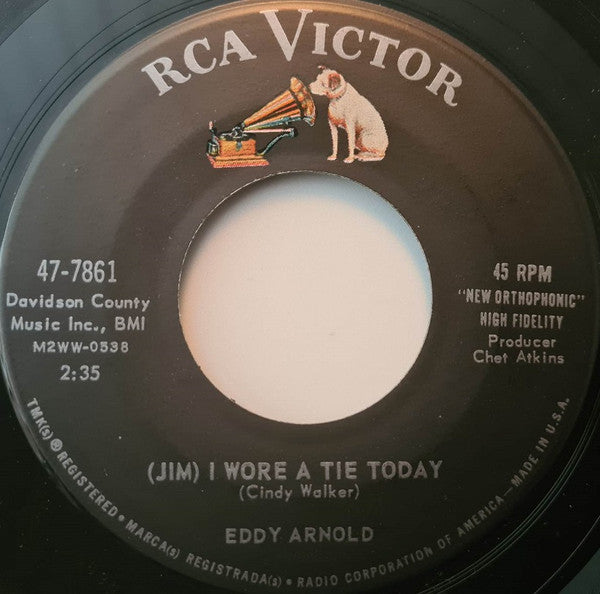 RCA VICTOR
47-7861
Davidson County
Music Inc., BMI
M2WW-0538
2:35
45 RPM
"NEW ORTHOPHONIC"
HIGH FIDELITY
Producer
Chet Atkins
(JIM) I WORE A TIE TODAY
(Cindy Walker)
EDDY ARNOLD
TMK(s) ® REGISTERED • MARCA(s) REGISTRADA(s) • RADIO CORPORATION OF AMERICA—MADE IN U.S.A.